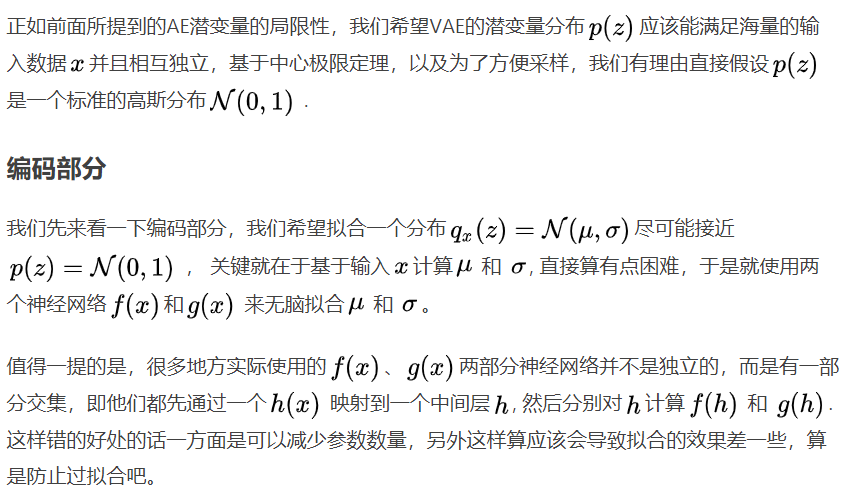 正如前面所提到的AE潜变量的局限性，我们希望VAE的潜变量分布 p(z) 应该能满足海量的输
入数据 x 并且相互独立，基于中心极限定理，以及为了方便采样，我们有理由直接假设 p(z)
是一个标准的高斯分布 𝒩(0,1) .
编码部分
我们先来看一下编码部分，我们希望拟合一个分布 qₓ(z) = 𝒩(μ,σ) 尽可能接近
p(z) = 𝒩(0,1) ， 关键就在于基于输入 x 计算 μ 和 σ, 直接算有点困难，于是就使用两
个神经网络 f(x) 和 g(x) 来无脑拟合 μ 和 σ。
值得一提的是，很多地方实际使用的 f(x)、g(x) 两部分神经网络并不是独立的，而是有一部
分交集，即他们都先通过一个 h(x) 映射到一个中间层 h, 然后分别对 h 计算 f(h) 和 g(h).
这样错的好处的话一方面是可以减少参数数量，另外这样算应该会导致拟合的效果差一些，算
是防止过拟合吧。